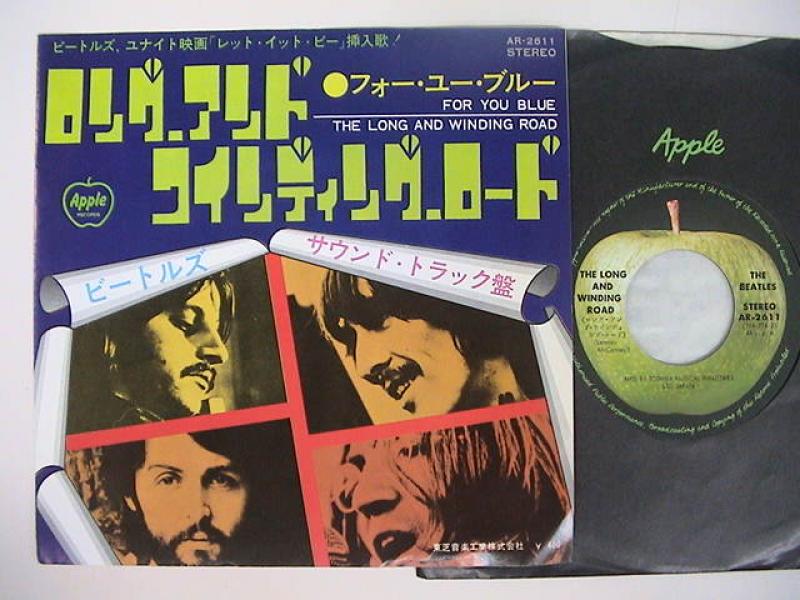 ビートルズ、ユナイト映画「レット・イット・ビー」挿入歌!
AR-2611
STEREO
ロング・アンド
ワインディング・ロード
●フォー・ユー・ブルー
FOR YOU BLUE
THE LONG AND WINDING ROAD
Apple
RECORDS
ビートルズ
サウンド・トラック盤
東芝音楽工業株式会社
Apple
THE LONG
AND
WINDING
ROAD
THE
BEATLES
STEREO
AR-2611
MFD. BY TOSHIBA MUSICAL INDUSTRIES
LTD. JAPAN